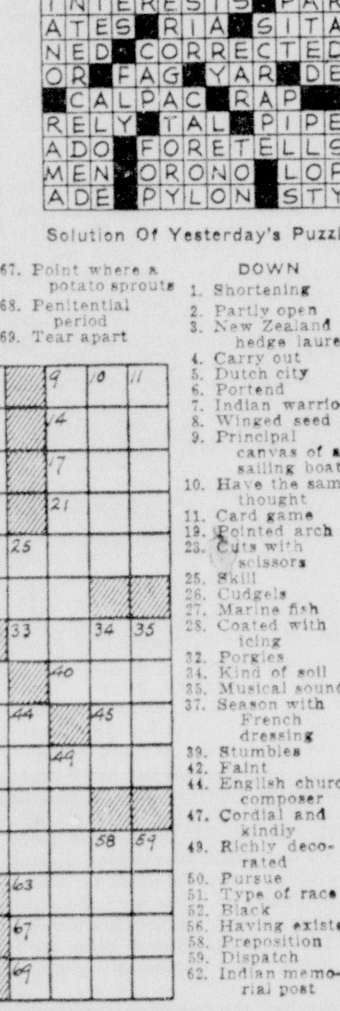 INTERESTS PAR
ATES RIA SITA
NED CORRECTED
OR FAG YAR DE
CALPAC RAP
RELY TAL PIPE
ADO FORETELLS
MEN ORONO LOP
ADE PYLON STY
Solution Of Yesterday's Puzzl
67. Point where a
potato sprouts
68. Penitential
period
69. Tear apart
9 10 11
14
17
21
25
33 34 35
40
44 45
49
58 59
63
67
69
DOWN
1. Shortening
2. Partly open
3. New Zealand
hedge laure
4. Carry out
5. Dutch city
6. Portend
7. Indian warrio
8. Winged seed
9. Principal
canvas of a
sailing boat
10. Have the sam
thought
11. Card game
19. Pointed arch
23. Cuts with
scissors
25. Skill
26. Cudgels
27. Marine fish
28. Coated with
icing
32. Porgies
34. Kind of soil
35. Musical sound
37. Season with
French
dressing
39. Stumbles
42. Faint
44. English churc
composer
47. Cordial and
kindly
49. Richly deco-
rated
50. Pursue
51. Type of race
52. Black
56. Having existe
58. Preposition
59. Dispatch
62. Indian memo-
rial post